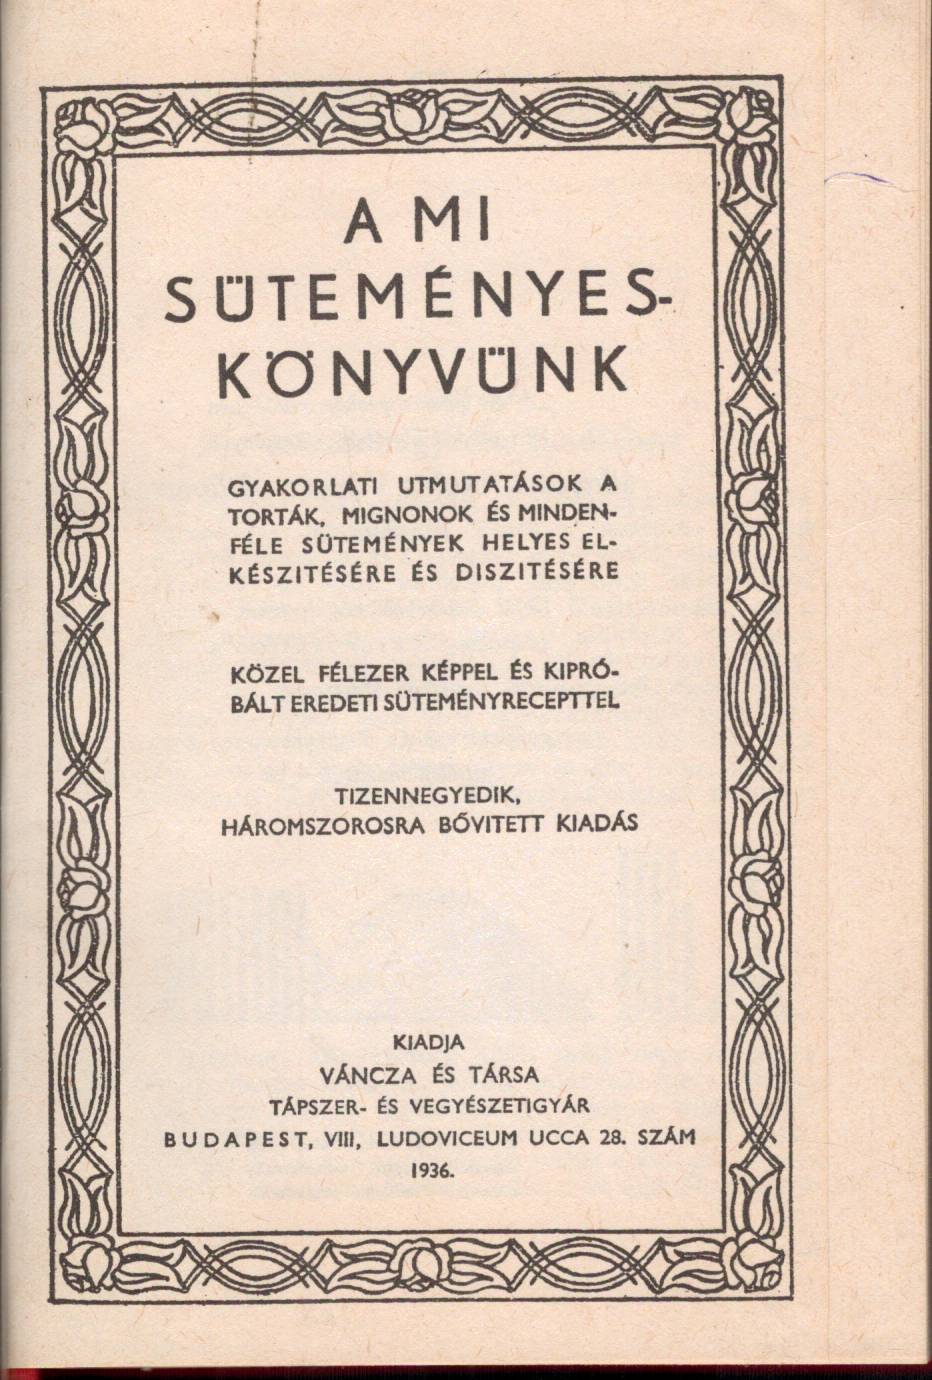 A MI
SÜTEMÉNYES-
KÖNYVÜNK
GYAKORLATI UTMUTATÁSOK A
TORTÁK, MIGNONOK ÉS MINDEN-
FÉLE SÜTEMÉNYEK HELYES EL-
KÉSZITÉSÉRE ÉS DISZITÉSÉRE
KÖZEL FÉLEZER KÉPPEL ÉS KIPRÓ-
BÁLT EREDETI SÜTEMÉNYRECEPTTEL
TIZENNEGYEDIK,
HÁROMSZOROSRA BŐVITETT KIADÁS
KIADJA
VÁNCZA ÉS TÁRSA
TÁPSZER- ÉS VEGYÉSZETIGYÁR
BUDAPEST, VIII, LUDOVICEUM UCCA 28. SZÁM
1936.